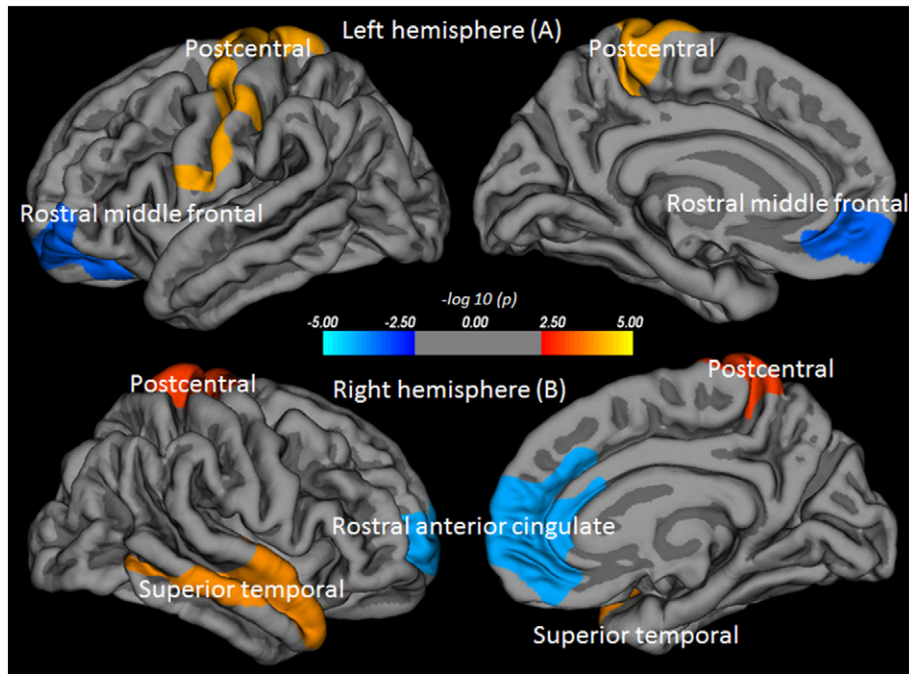 Left hemisphere (A)
Postcentral
Postcentral
Rostral middle frontal
Rostral middle frontal
-log 10 (p)
-5.00 -2.50 0.00 2.50 5.00
Postcentral
Right hemisphere (B)
Postcentral
Rostral anterior cingulate
Superior temporal
Superior temporal